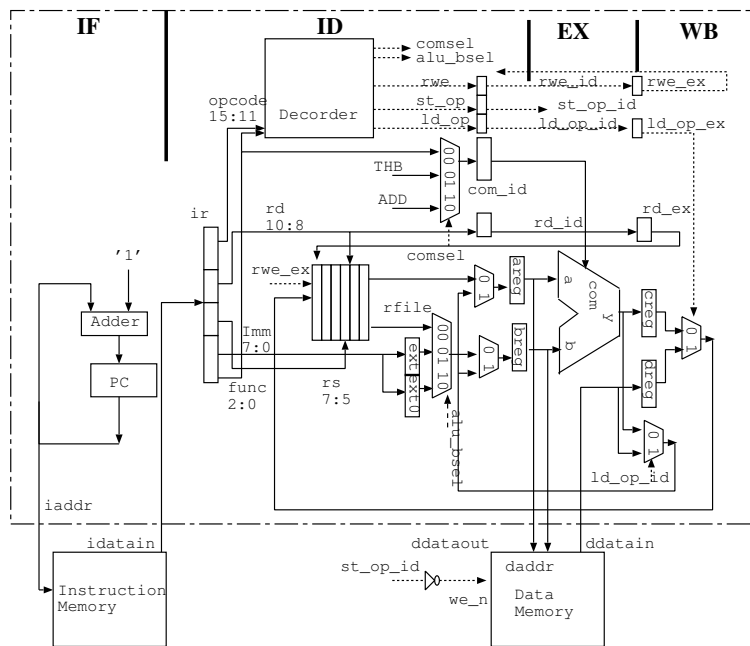 IF
ID
EX
WB
comsel
alu_bsel
Decorder
rwe
rwe_id
rwe_ex
st_op
st_op_id
ld_op
ld_op_id
ld_op_ex
opcode
15:11
THB
ADD
00 01 10
com_id
ir
rd
10:8
comsel
rd_id
rd_ex
'1'
rwe_ex
rfile
Adder
PC
Imm
7:0
func
2:0
rs
7:5
ext
ext0
00 01 10
alu_bsel
0 1
0 1
areg
breg
a
b
com
Y
creg
dreg
0 1
0 1
ld_op_id
iaddr
idatain
ddataout
ddatain
st_op_id
we_n
Instruction
Memory
daddr
Data
Memory